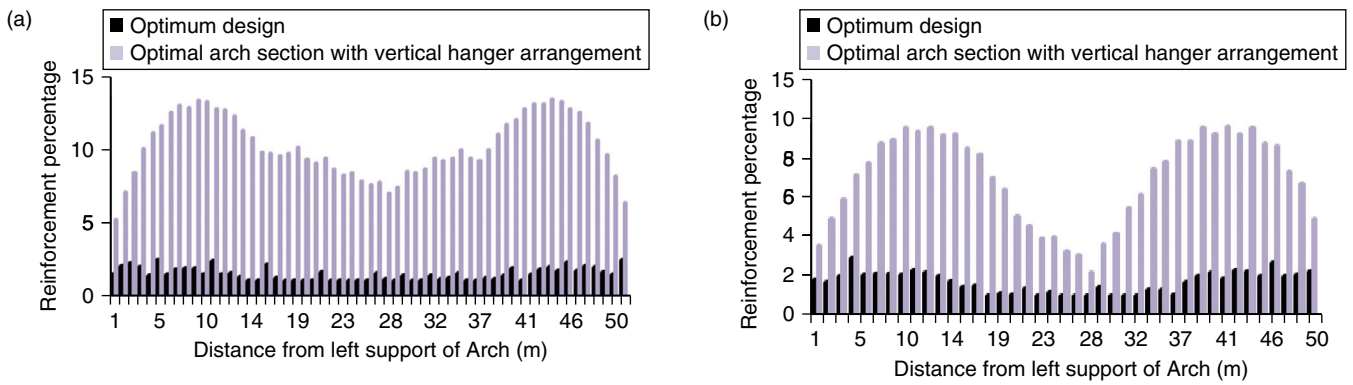 (a)
Optimum design
Optimal arch section with vertical hanger arrangement
Reinforcement percentage
15
10
5
0
1 5 10 14 19 23 28 32 37 41 46 50
Distance from left support of Arch (m)
(b)
Optimum design
Optimal arch section with vertical hanger arrangement
Reinforcement percentage
15
10
8
6
4
2
0
1 5 10 14 19 23 28 32 37 41 46 50
Distance from left support of Arch (m)